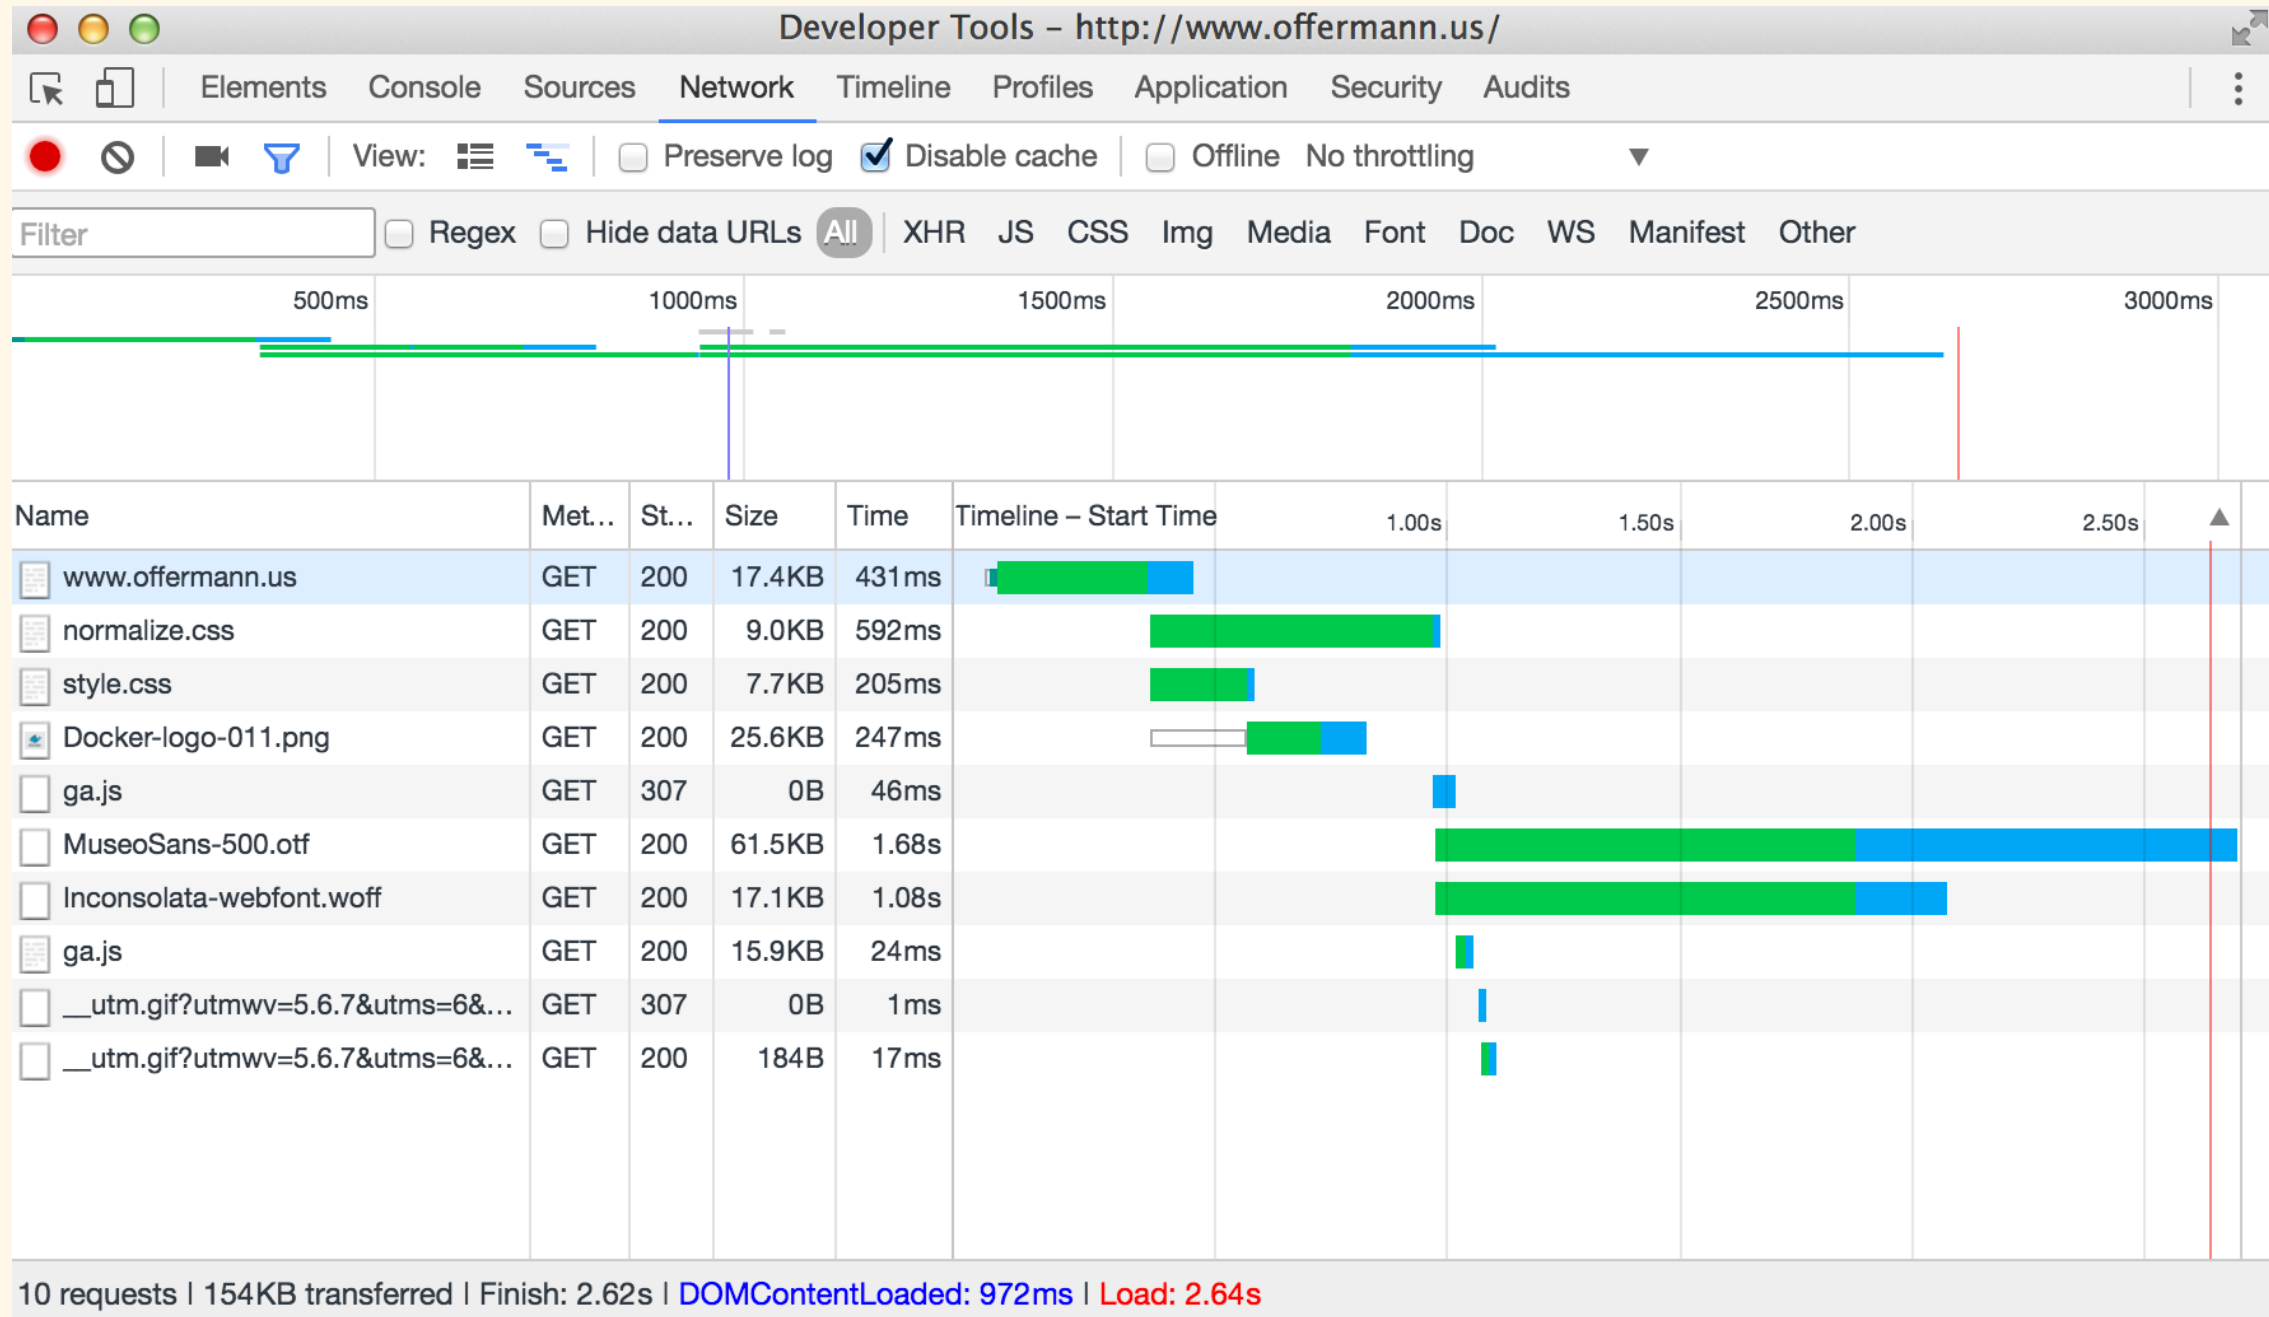 Developer Tools – http://www.offermann.us/
Elements Console Sources Network Timeline Profiles Application Security Audits
View: Preserve log Disable cache Offline No throttling
Filter Regex Hide data URLs All XHR JS CSS Img Media Font Doc WS Manifest Other
500ms 1000ms 1500ms 2000ms 2500ms 3000ms
Name Met... St... Size Time Timeline – Start Time 1.00s 1.50s 2.00s 2.50s
www.offermann.us GET 200 17.4KB 431ms
normalize.css GET 200 9.0KB 592ms
style.css GET 200 7.7KB 205ms
Docker-logo-011.png GET 200 25.6KB 247ms
ga.js GET 307 0B 46ms
MuseoSans-500.otf GET 200 61.5KB 1.68s
Inconsolata-webfont.woff GET 200 17.1KB 1.08s
ga.js GET 200 15.9KB 24ms
__utm.gif?utmwv=5.6.7&utms=6&... GET 307 0B 1ms
__utm.gif?utmwv=5.6.7&utms=6&... GET 200 184B 17ms
10 requests | 154KB transferred | Finish: 2.62s | DOMContentLoaded: 972ms | Load: 2.64s